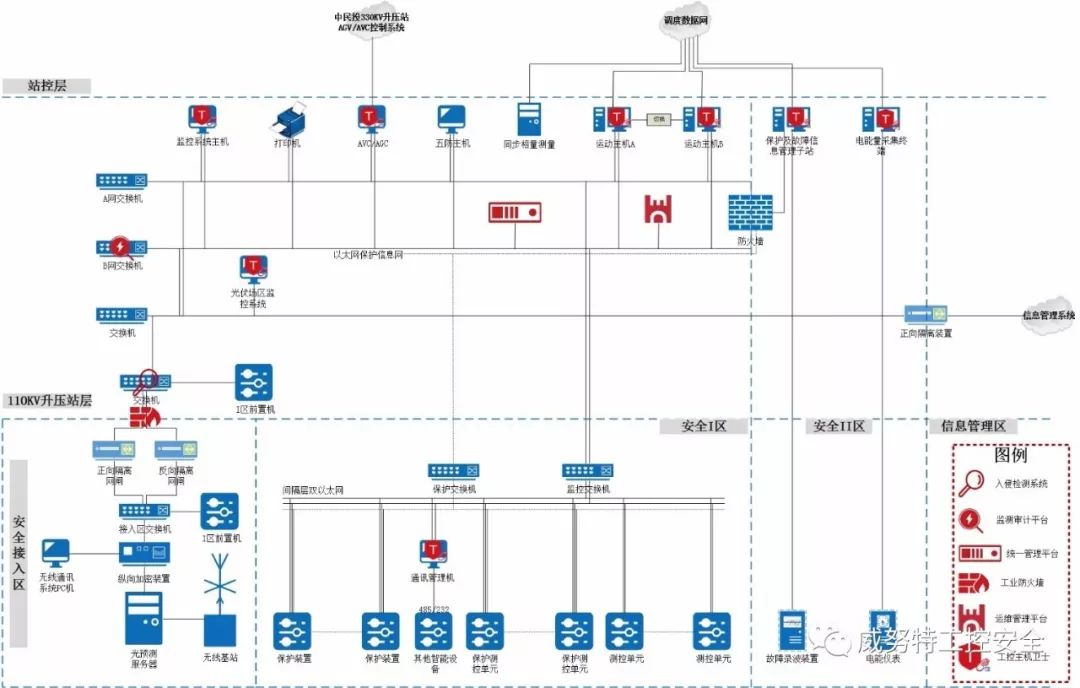 中民投330KV升压站
AGV/AVC控制系统
调度数据网
站控层
监控系统主机
打印机
AVC/AGC
五防主机
同步相量测量
运动主机A
切换
运动主机B
保护及故障信
息管理子站
电能量采集终
端
A网交换机
防火墙
B网交换机
以太网保护信息网
光伏场区监
控系统
交换机
正向隔离装置
信息管理系统
交换机
I区前置机
110KV升压站层
安全I区
安全II区
信息管理区
正向隔离
网闸
反向隔离
网闸
接入区交换机
I区前置机
安全接入区
无线通讯
系统PC机
纵向加密装置
光预测
服务器
无线基站
保护交换机
监控交换机
间隔层双以太网
通讯管理机
485/232
保护装置
保护装置
其他智能设
备
保护测
控单元
保护测
控单元
测控单元
测控单元
故障录波装置
电能仪表
图例
入侵检测系统
监测审计平台
统一管理平台
工业防火墙
运维管理平台
工控主机卫士
威努特工控安全